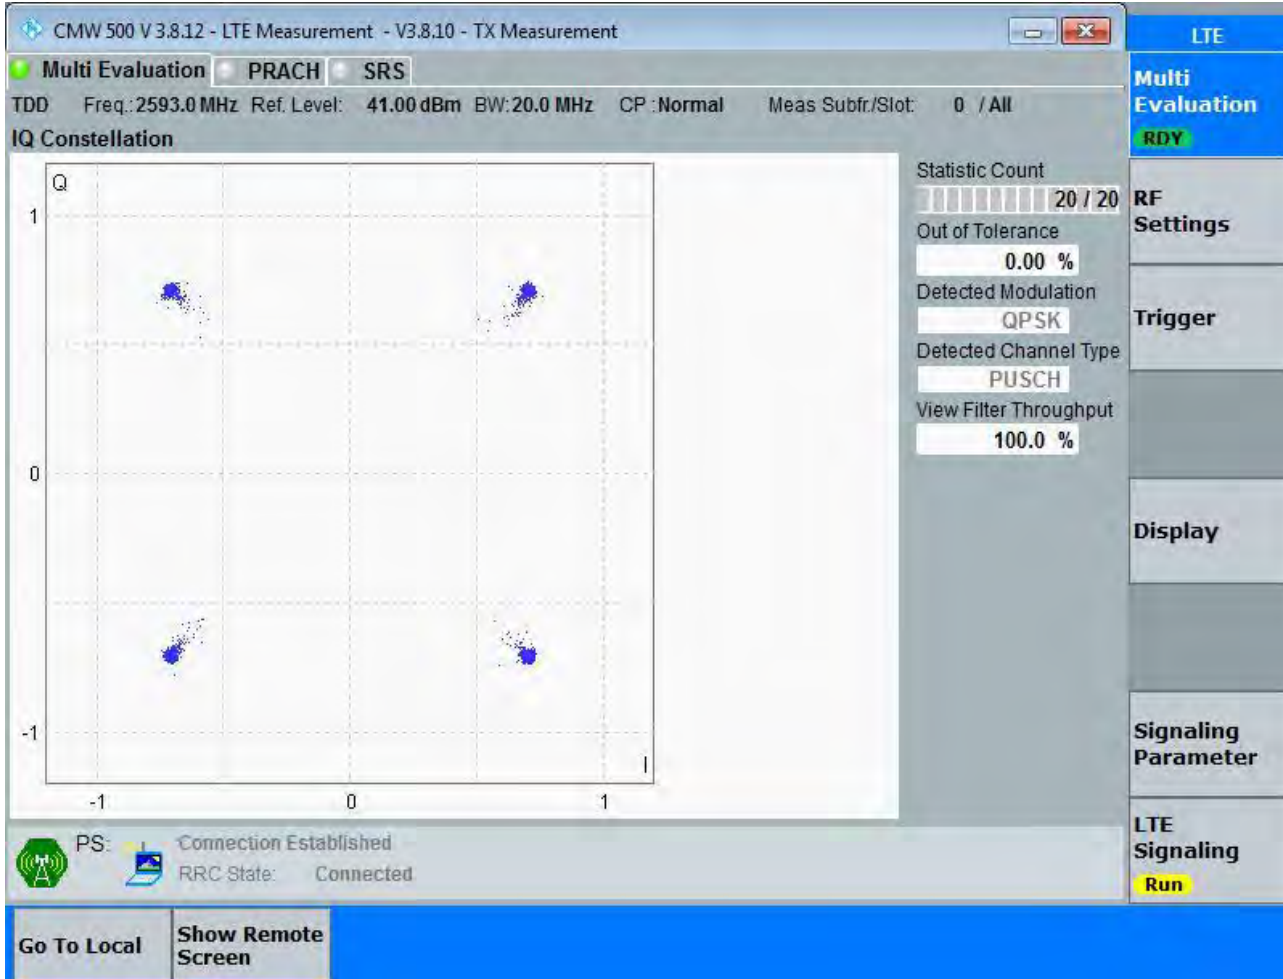 CMW 500 V 3.8.12 - LTE Measurement - V3.8.10 - TX Measurement
LTE
Multi Evaluation PRACH SRS
TDD Freq.: 2593.0 MHz Ref. Level: 41.00 dBm BW: 20.0 MHz CP : Normal Meas Subfr./Slot: 0 / All
IQ Constellation
Q
1
0
-1
I
-1 0 1
Statistic Count
20 / 20
Out of Tolerance
0.00 %
Detected Modulation
QPSK
Detected Channel Type
PUSCH
View Filter Throughput
100.0 %
Multi
Evaluation
RDY
RF
Settings
Trigger
Display
Signaling
Parameter
LTE
Signaling
Run
PS: Connection Established
RRC State: Connected
Go To Local
Show Remote
Screen